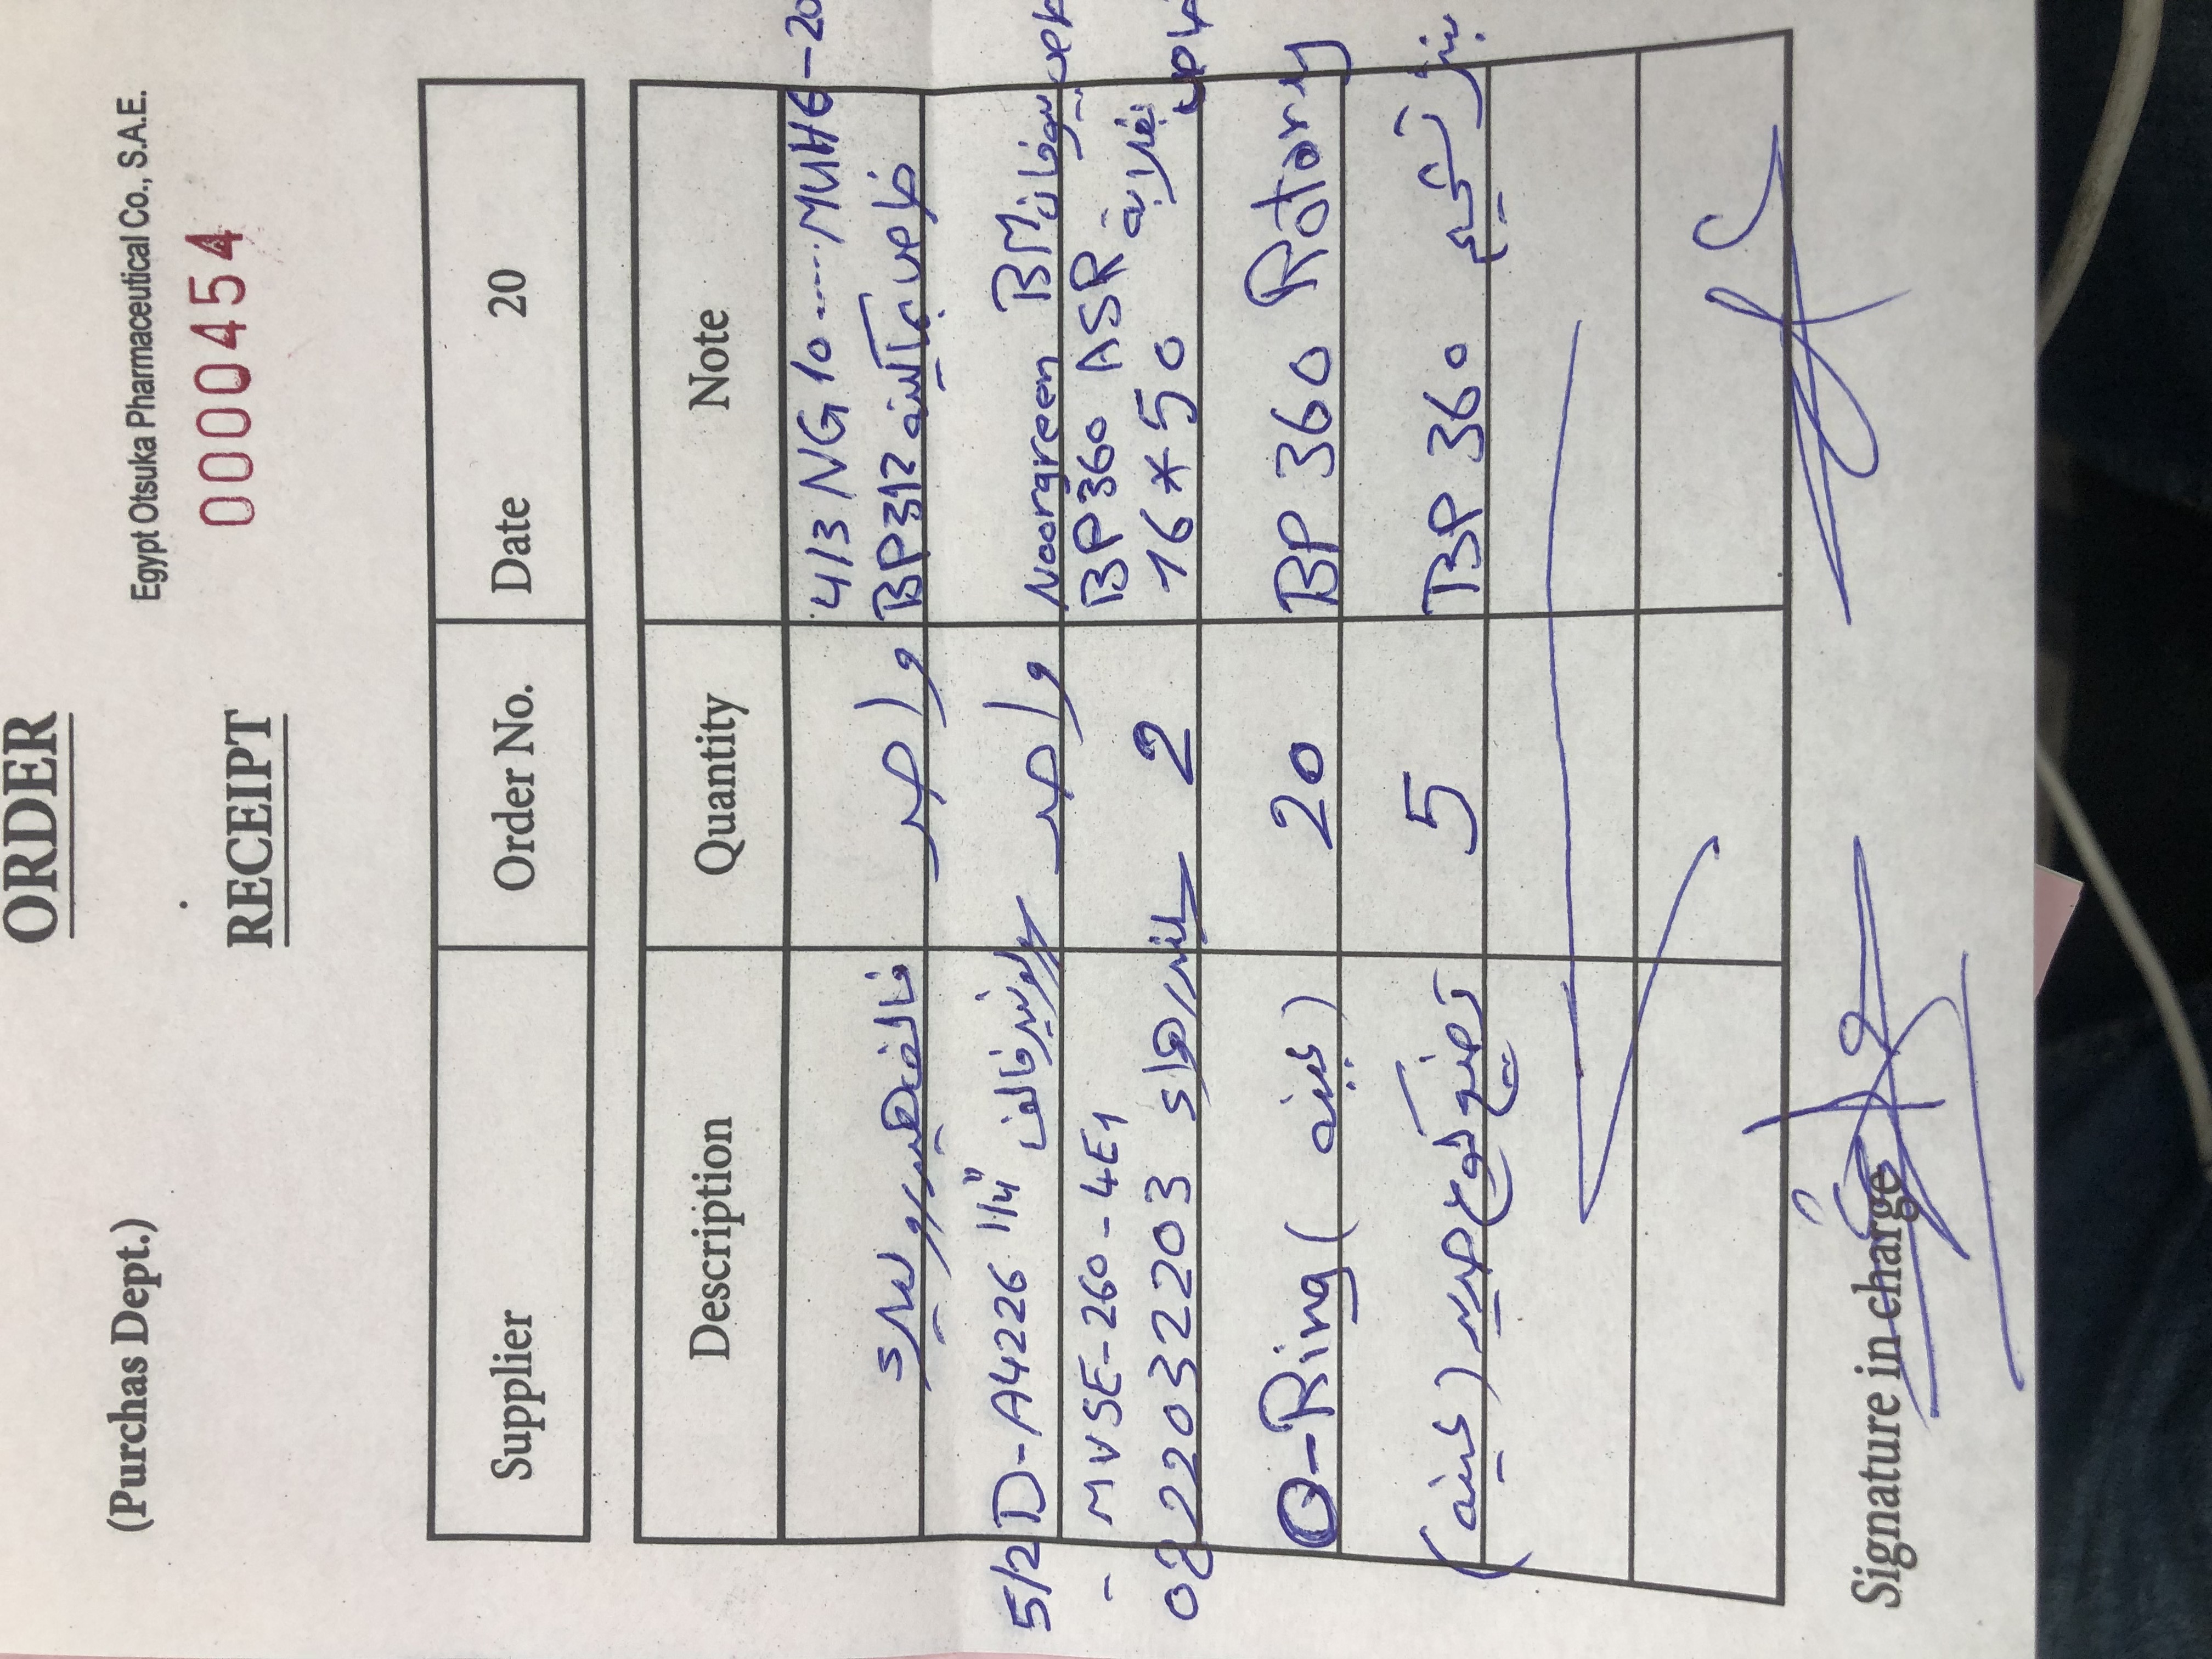 ORDER
(Purchas Dept.)
Egypt Otsuka Pharmaceutical Co., S.A.E.
0000454
RECEIPT
Supplier Order No. Date 20
Description Quantity Note
4/3 NG 10 ----- MUHE-20
فالف هيدروليك واحد خاص بماكينه BP312
5/2 D-A4226 1/4" سولونيد فالف واحد Noorgreen BM بيوفان خاص
- MVSE-260-4E1 BP360 ASR
0822032203 سلندر هواء 2 16*50 خاص بقلابة
O-Ring (عينه) 20 BP 360 Rotary
تصنيع كوع حديد (عينه) 5 BP 360 بنز تشحيم
Signature in charge